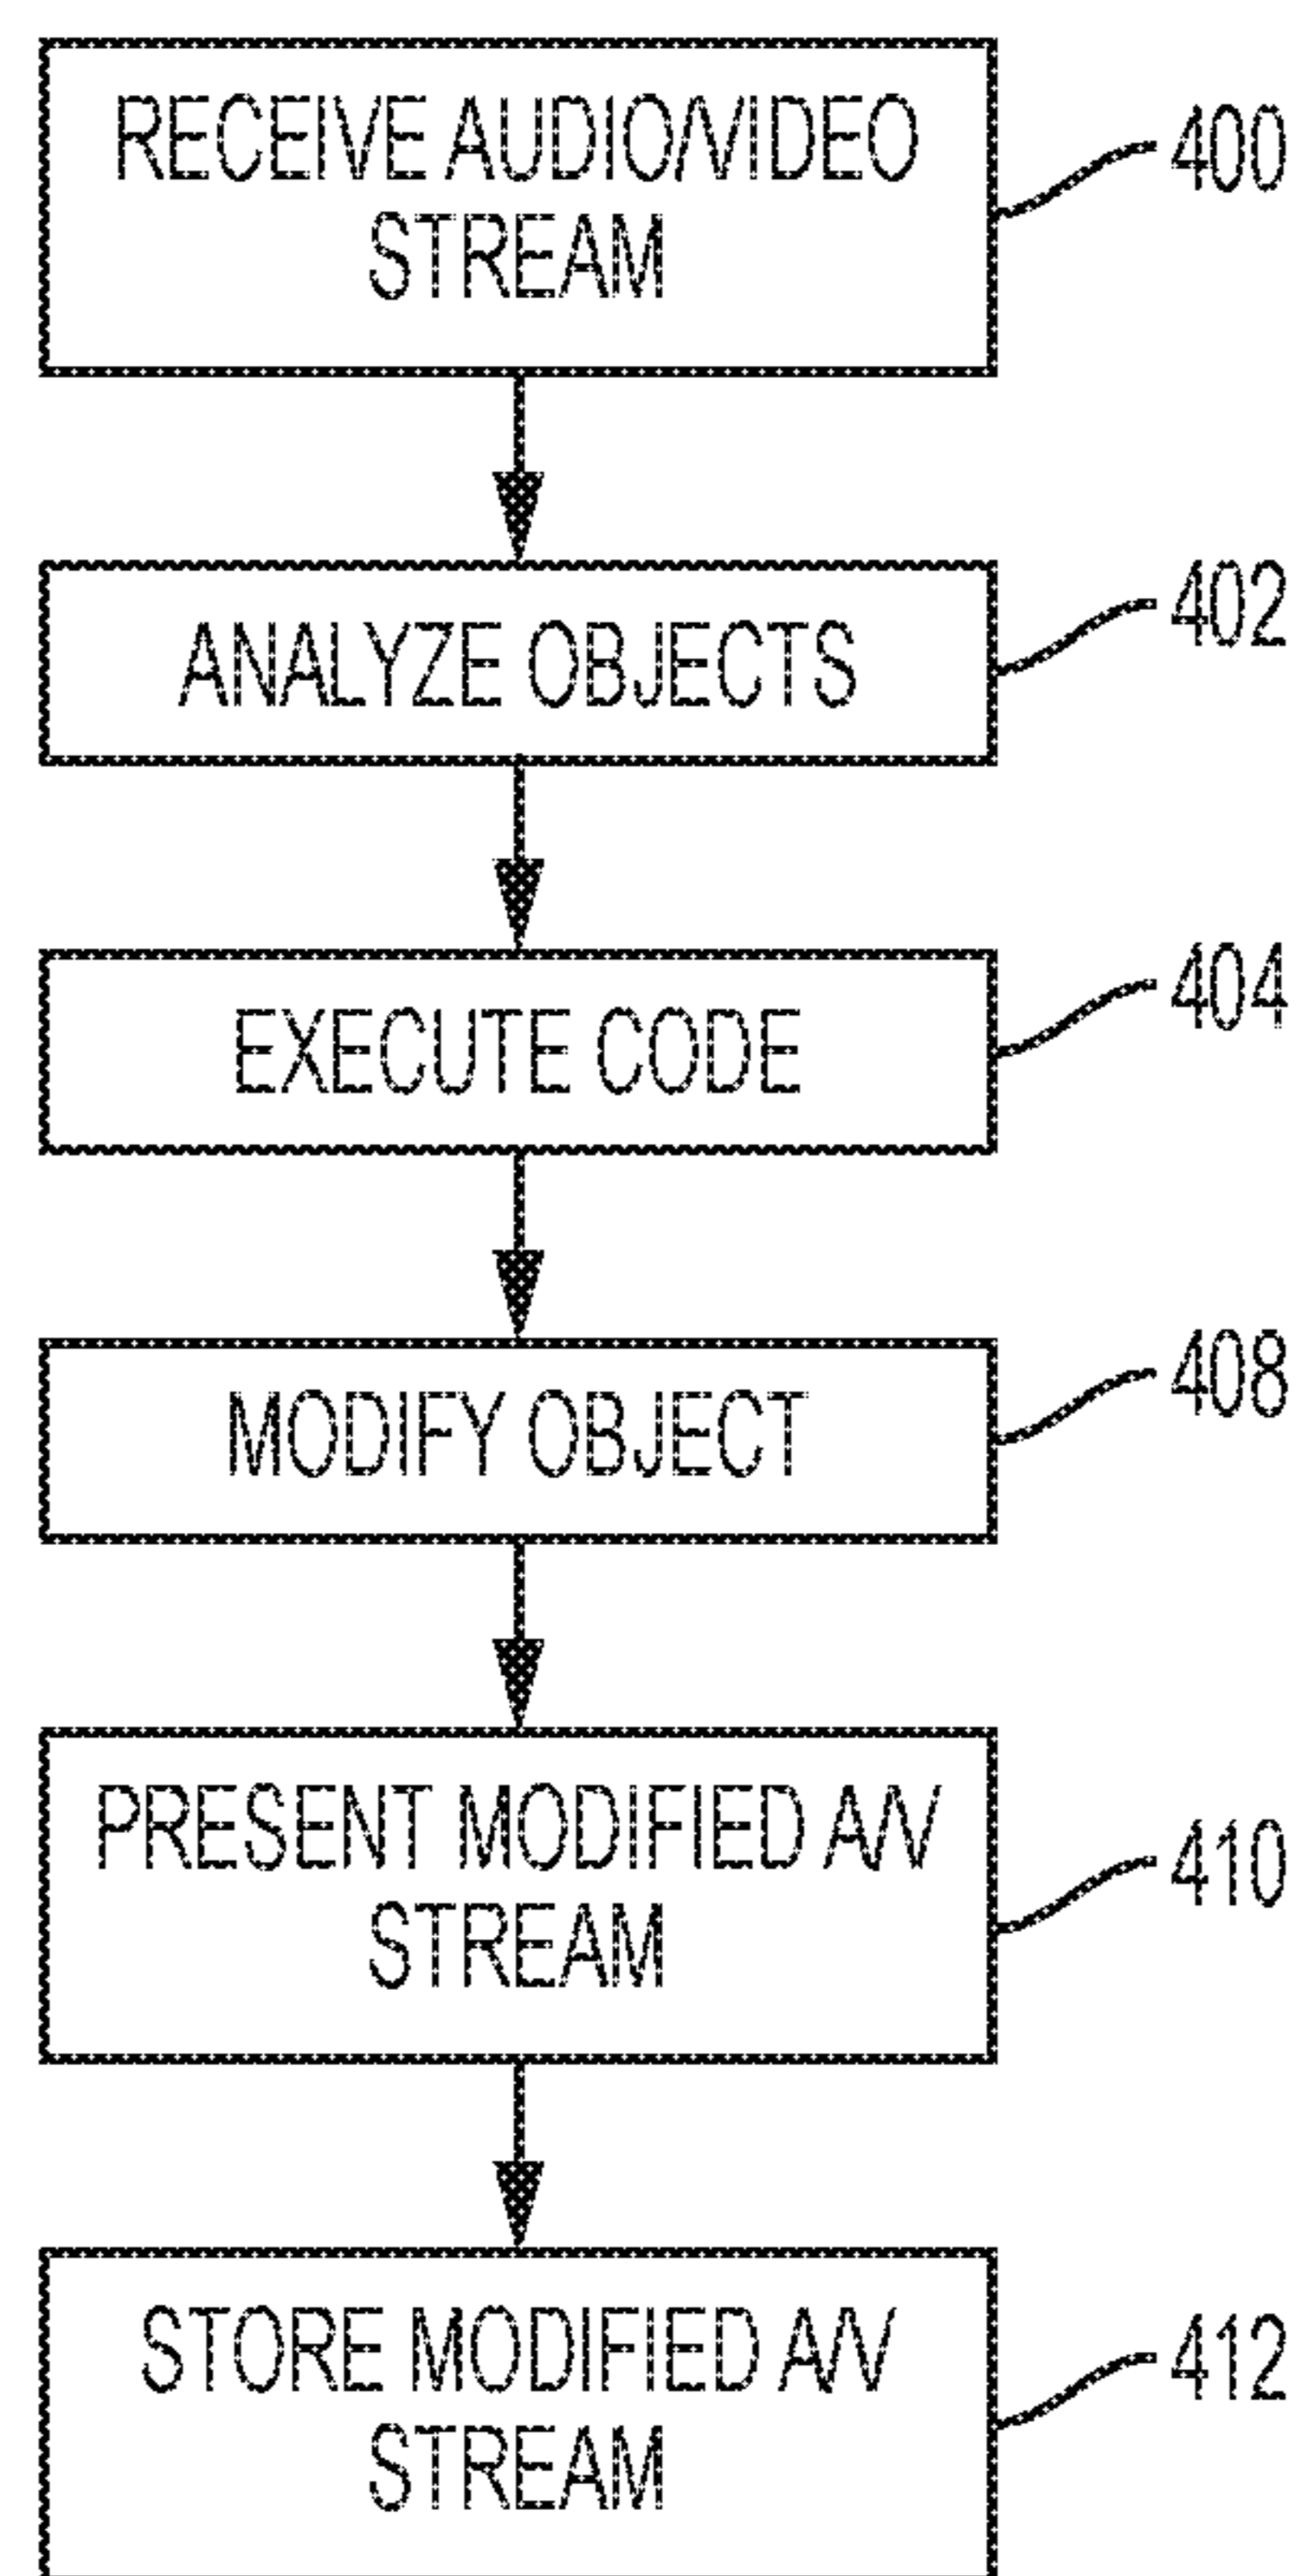 RECEIVE AUDIO/VIDEO
STREAM
400
ANALYZE OBJECTS
402
EXECUTE CODE
404
MODIFY OBJECT
408
PRESENT MODIFIED A/V
STREAM
410
STORE MODIFIED A/V
STREAM
412